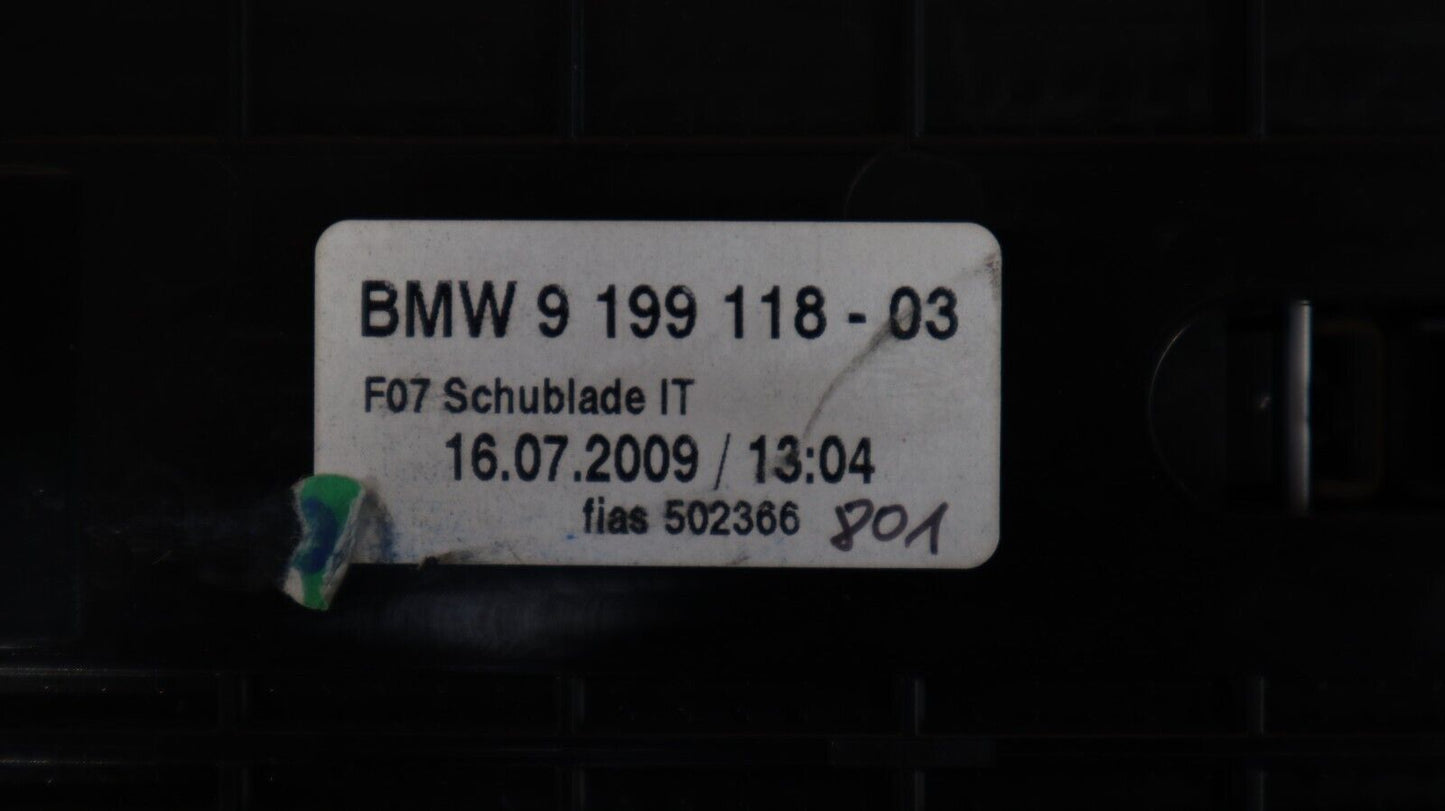 BMW 9 199 118 - 03
F07 Schublade IT
16.07.2009 / 13:04
fias 502366 801